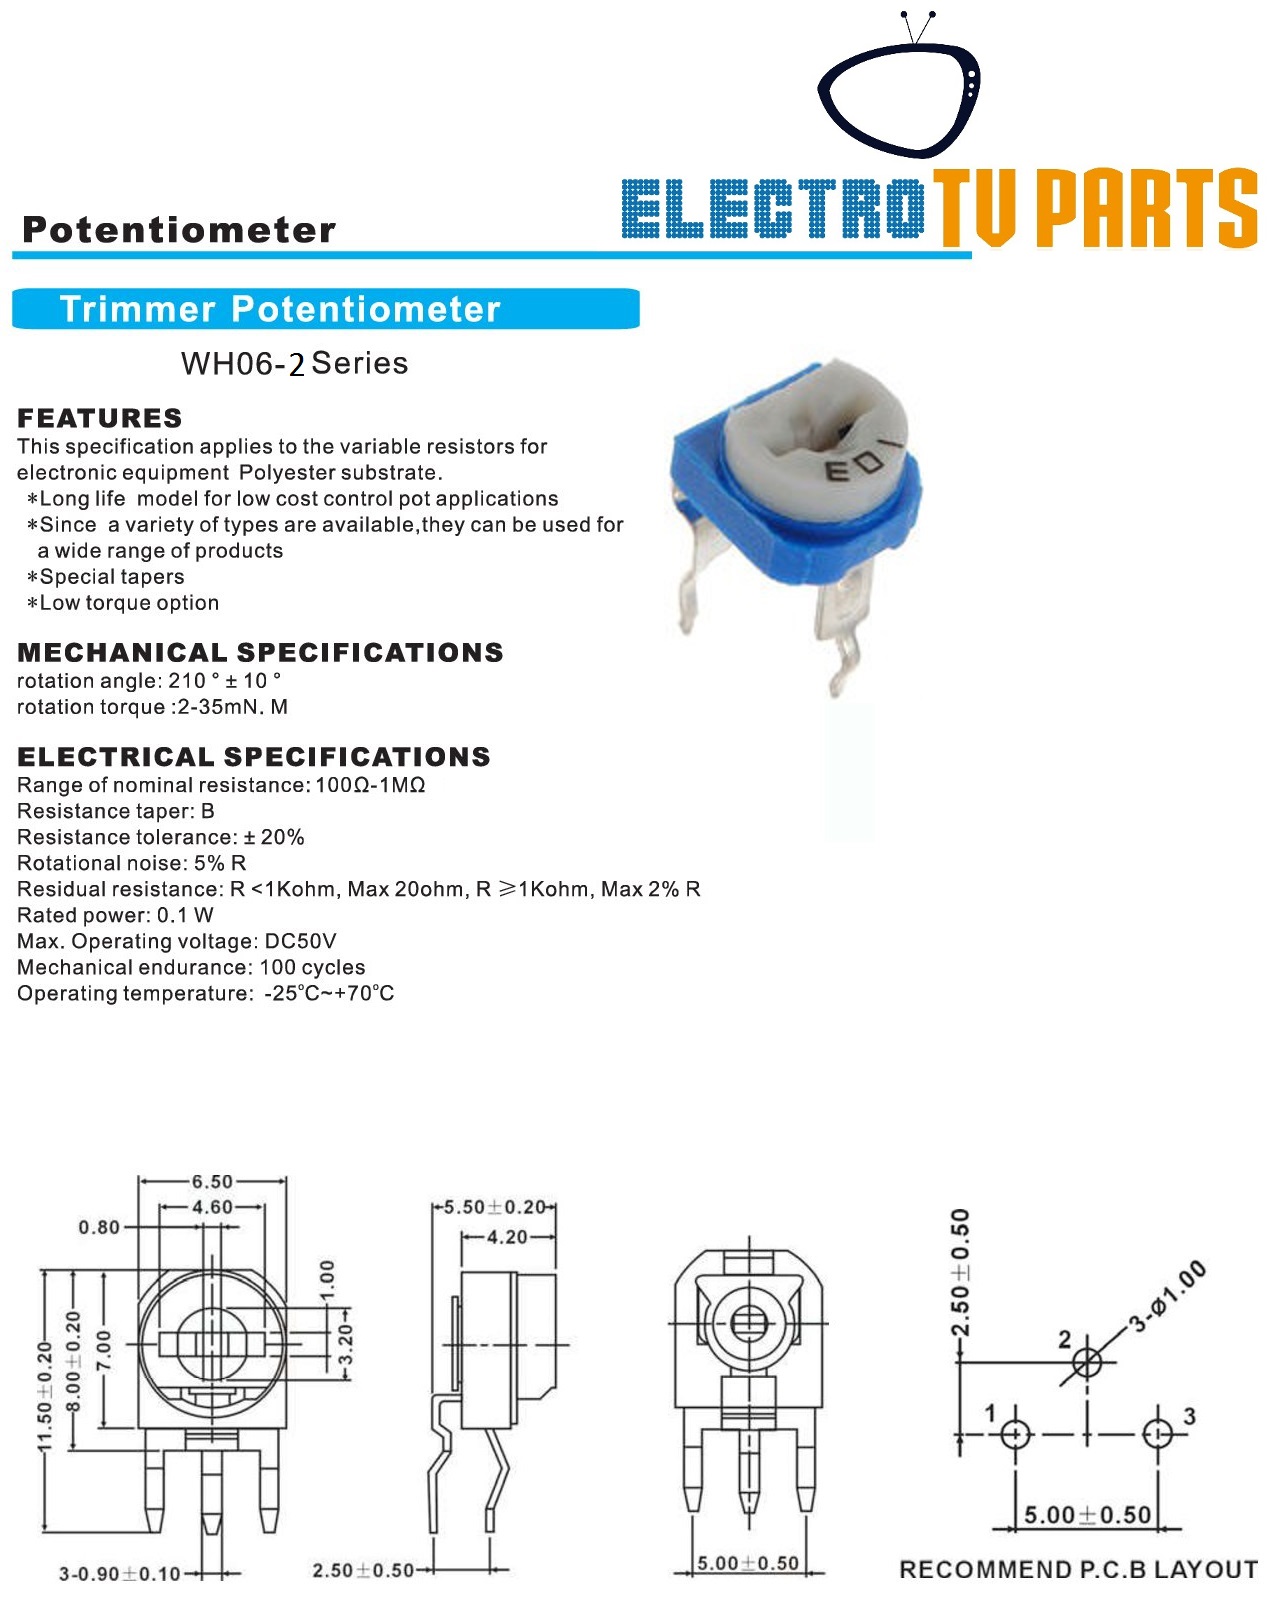 ELECTRO TV PARTS
Potentiometer
Trimmer Potentiometer
WH06-2 Series
FEATURES
This specification applies to the variable resistors for
electronic equipment Polyester substrate.
*Long life model for low cost control pot applications
*Since a variety of types are available,they can be used for
a wide range of products
*Special tapers
*Low torque option
EDI
MECHANICAL SPECIFICATIONS
rotation angle: 210 ° ± 10 °
rotation torque :2-35mN. M
ELECTRICAL SPECIFICATIONS
Range of nominal resistance: 100Ω-1MΩ
Resistance taper: B
Resistance tolerance: ± 20%
Rotational noise: 5% R
Residual resistance: R <1Kohm, Max 20ohm, R ⩾1Kohm, Max 2% R
Rated power: 0.1 W
Max. Operating voltage: DC50V
Mechanical endurance: 100 cycles
Operating temperature: -25°C~+70°C
6.50
4.60
0.80
11.50±0.20
8.00±0.20
7.00
1.00
3.20
3-0.90±0.10
5.50±0.20
4.20
2.50±0.50
5.00±0.50
2.50±0.50
3-ø1.00
2
1
3
5.00±0.50
RECOMMEND P.C.B LAYOUT